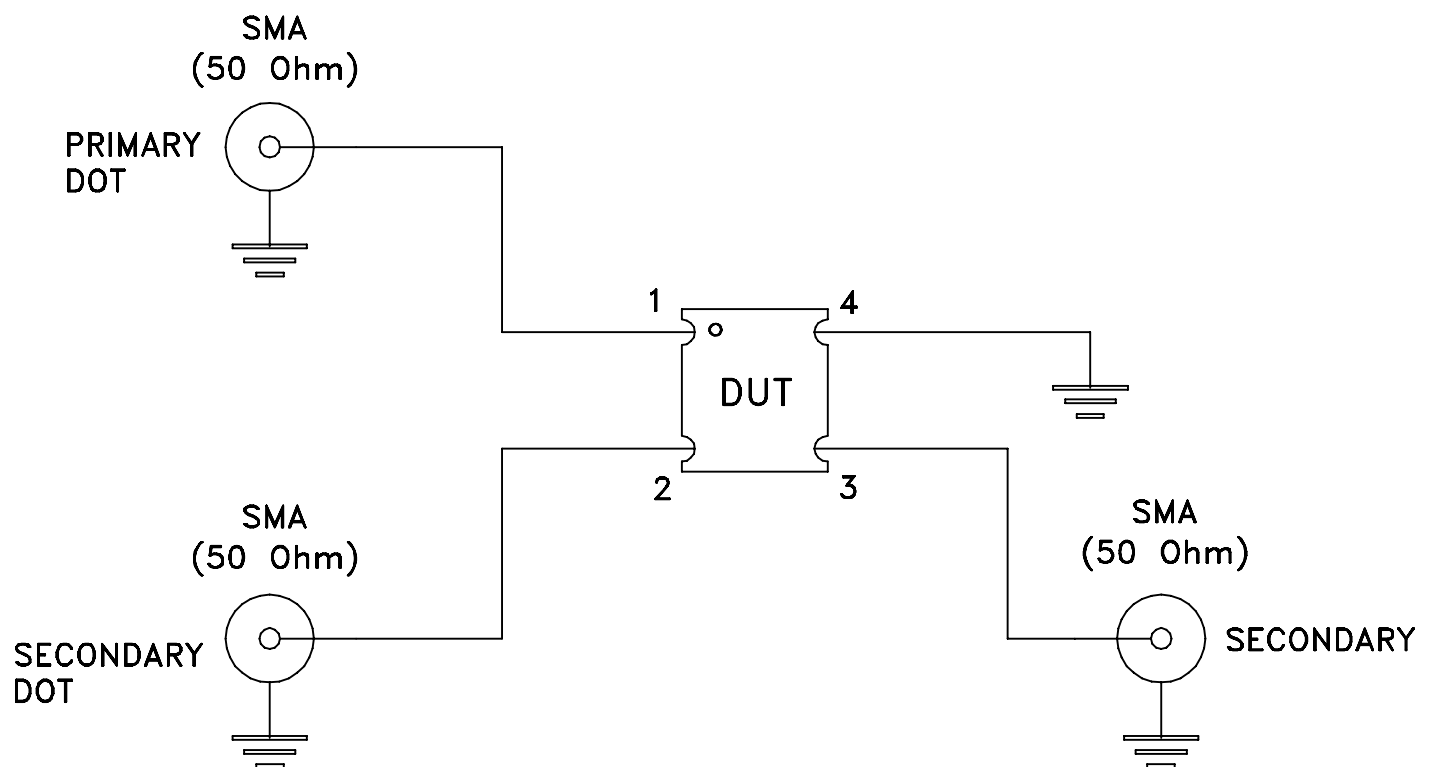 SMA
(50 Ohm)
PRIMARY
DOT
1
4
DUT
2
3
SMA
(50 Ohm)
SECONDARY
DOT
SMA
(50 Ohm)
SECONDARY